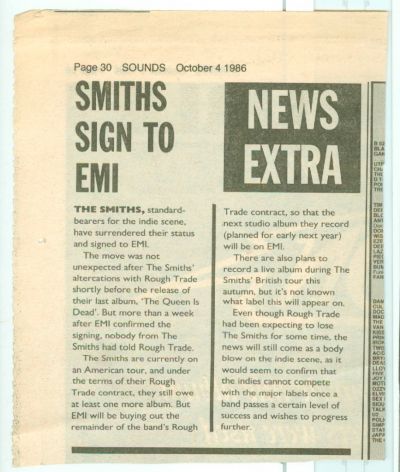 Page 30 SOUNDS October 4 1986
SMITHS
SIGN TO
EMI
NEWS
EXTRA
THE SMITHS, standard-
bearers for the indie scene,
have surrendered their status
and signed to EMI.
The move was not
unexpected after The Smiths'
altercations with Rough Trade
shortly before the release of
their last album, 'The Queen Is
Dead'. But more than a week
after EMI confirmed the
signing, nobody from The
Smiths had told Rough Trade.
The Smiths are currently on
an American tour, and under
the terms of their Rough
Trade contract, they still owe
at least one more album. But
EMI will be buying out the
remainder of the band's Rough
Trade contract, so that the
next studio album they record
(planned for early next year)
will be on EMI.
There are also plans to
record a live album during The
Smiths' British tour this
autumn, but it's not known
what label this will appear on.
Even though Rough Trade
had been expecting to lose
The Smiths for some time, the
news will still come as a body
blow on the indie scene, as it
would seem to confirm that
the indies cannot compete
with the major labels once a
band passes a certain level of
success and wishes to progress
further.